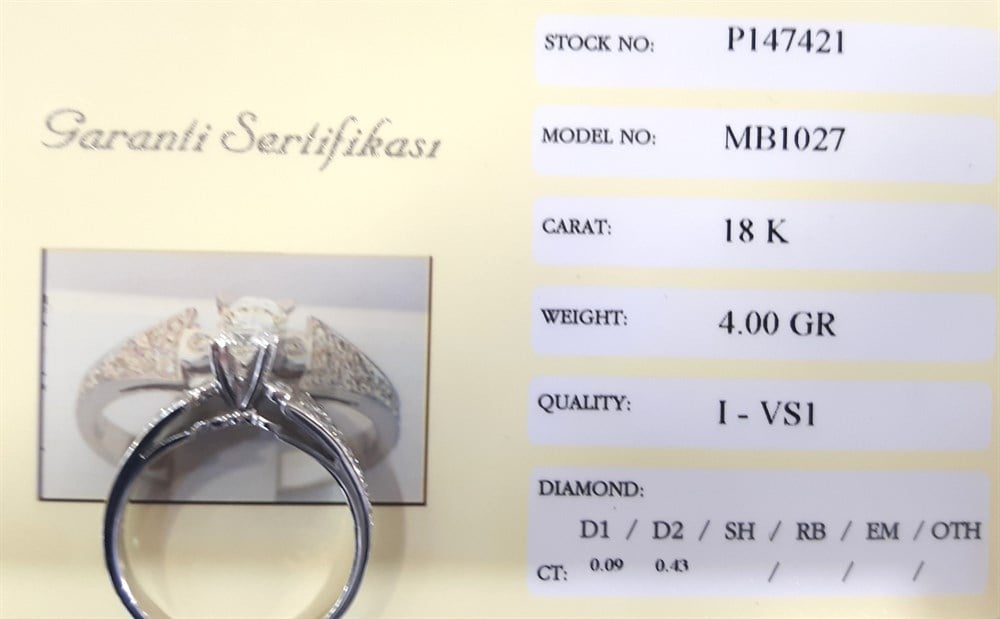 Garanti Sertifikası
STOCK NO: P147421
MODEL NO: MB1027
CARAT: 18 K
WEIGHT: 4.00 GR
QUALITY: I - VS1
DIAMOND:
D1 / D2 / SH / RB / EM / OTH
CT: 0.09 0.43 / / /